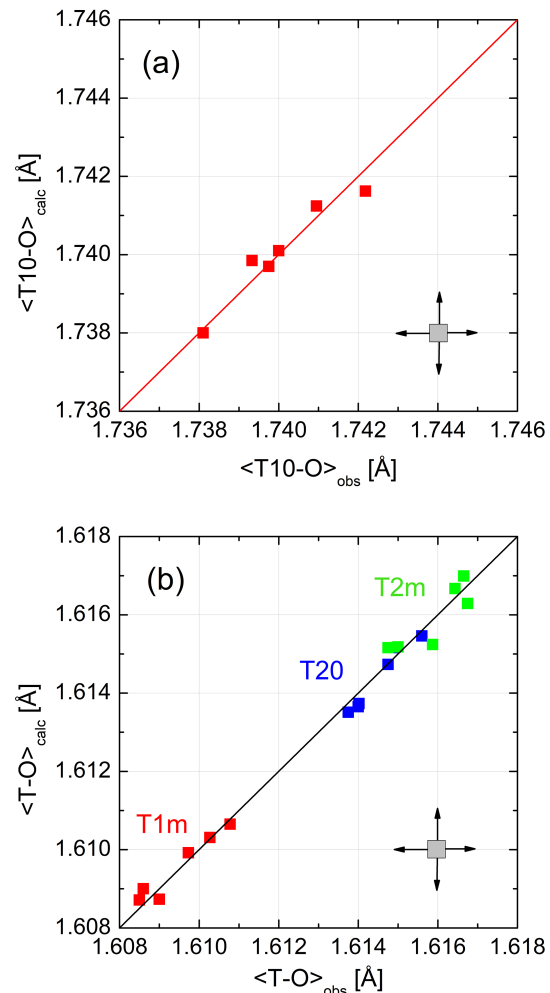 (a)
1.746
1.744
1.742
1.740
1.738
1.736
<T10-O>calc [Å]
1.736 1.738 1.740 1.742 1.744 1.746
<T10-O>obs [Å]
(b)
1.618
1.616
1.614
1.612
1.610
1.608
<T-O>calc [Å]
T2m
T20
T1m
1.608 1.610 1.612 1.614 1.616 1.618
<T-O>obs [Å]